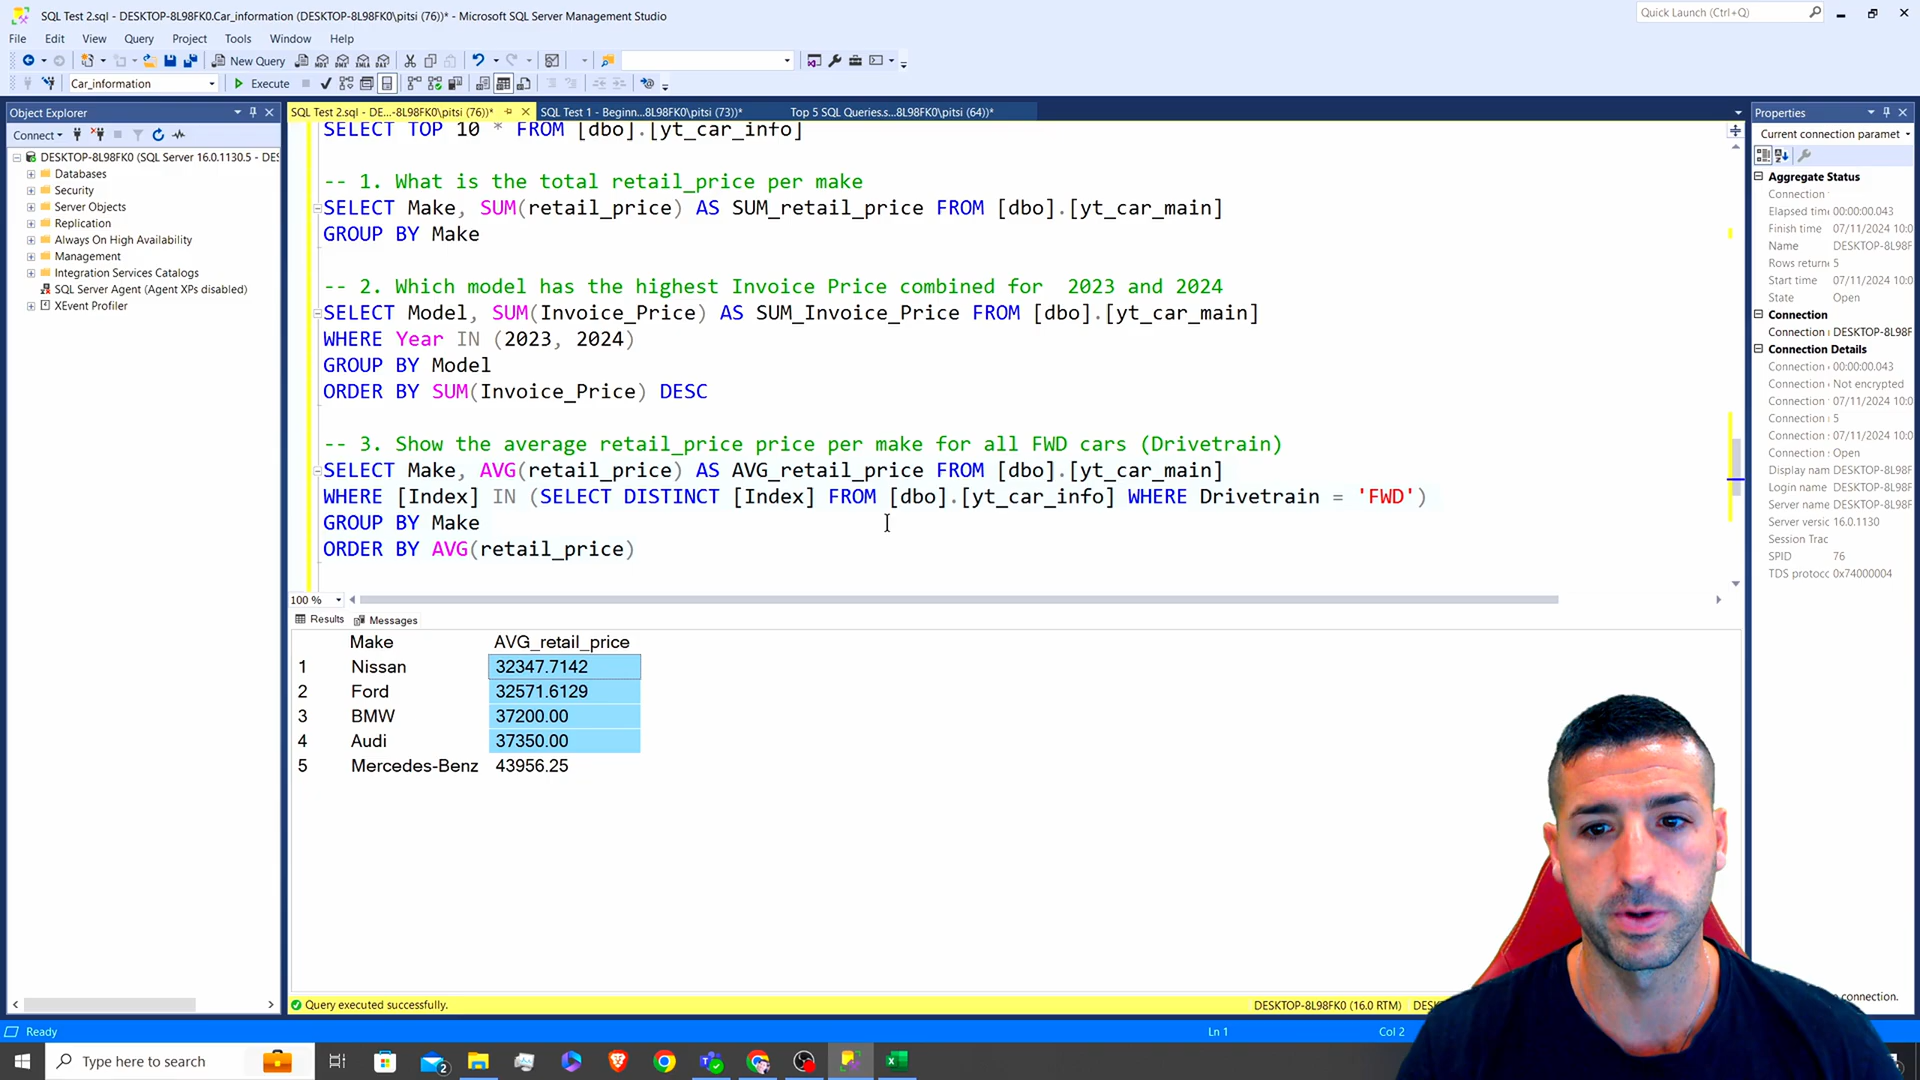 SQL Test 2.sql - DESKTOP-8L98FK0.Car_information (DESKTOP-8L98FK0\pitsi (76))* - Microsoft SQL Server Management Studio
Quick Launch (Ctrl+Q)
File Edit View Query Project Tools Window Help
New Query
Car_information
Execute
Object Explorer
SQL Test 2.sql - DE...-8L98FK0\pitsi (76))*
SQL Test 1 - Beginn...8L98FK0\pitsi (73))*
Top 5 SQL Queries.s...8L98FK0\pitsi (64))*
Connect
DESKTOP-8L98FK0 (SQL Server 16.0.1130.5 - DES
Databases
Security
Server Objects
Replication
Always On High Availability
Management
Integration Services Catalogs
SQL Server Agent (Agent XPs disabled)
XEvent Profiler
SELECT TOP 10 * FROM [dbo].[yt_car_info]
-- 1. What is the total retail_price per make
SELECT Make, SUM(retail_price) AS SUM_retail_price FROM [dbo].[yt_car_main]
GROUP BY Make
-- 2. Which model has the highest Invoice Price combined for  2023 and 2024
SELECT Model, SUM(Invoice_Price) AS SUM_Invoice_Price FROM [dbo].[yt_car_main]
WHERE Year IN (2023, 2024)
GROUP BY Model
ORDER BY SUM(Invoice_Price) DESC
-- 3. Show the average retail_price price per make for all FWD cars (Drivetrain)
SELECT Make, AVG(retail_price) AS AVG_retail_price FROM [dbo].[yt_car_main]
WHERE [Index] IN (SELECT DISTINCT [Index] FROM [dbo].[yt_car_info] WHERE Drivetrain = 'FWD')
GROUP BY Make
ORDER BY AVG(retail_price)
100 %
Results Messages
Make AVG_retail_price
1 Nissan 32347.7142
2 Ford 32571.6129
3 BMW 37200.00
4 Audi 37350.00
5 Mercedes-Benz 43956.25
Query executed successfully.
DESKTOP-8L98FK0 (16.0 RTM)
Properties
Current connection paramet
Aggregate Status
Connection
Elapsed time 00:00:00.043
Finish time 07/11/2024 10:0
Name DESKTOP-8L98F
Rows returne 5
Start time 07/11/2024 10:0
State Open
Connection
Connection DESKTOP-8L98F
Connection Details
Connection 00:00:00.043
Connection Not encrypted
Connection 07/11/2024 10:0
Connection 5
Connection 07/11/2024 10:0
Connection Open
Display nam DESKTOP-8L98F
Login name DESKTOP-8L98F
Server name DESKTOP-8L98F
Server versic 16.0.1130
Session Trac
SPID 76
TDS protocc 0x74000004
connection.
Ready
Ln 1
Col 2
Type here to search
2